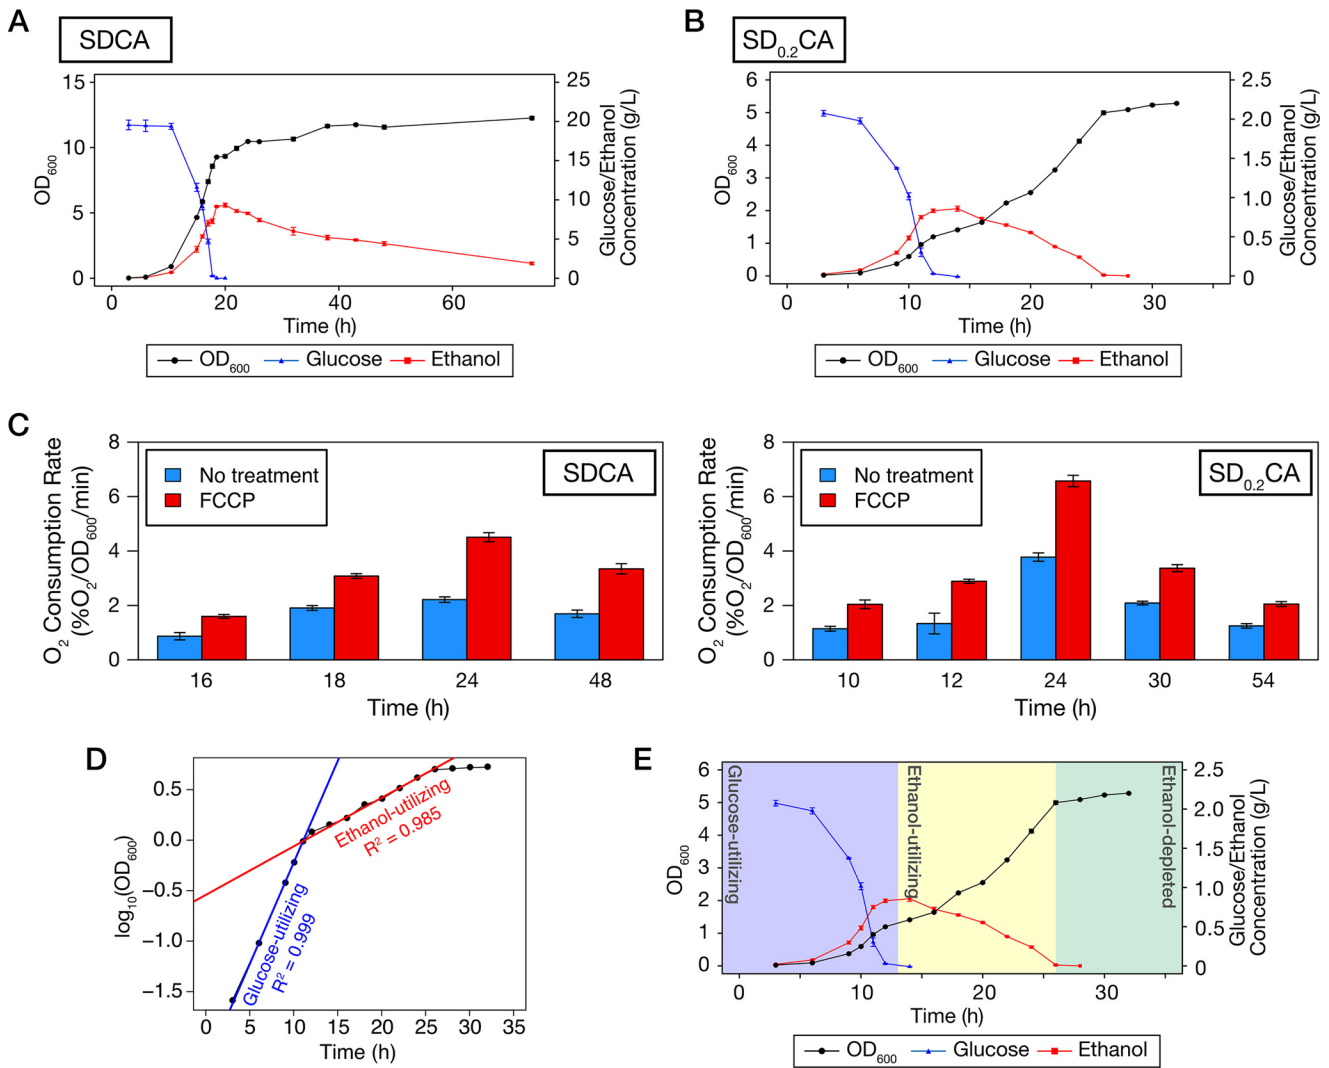 A
SDCA
15
10
5
0
OD600
25
20
15
10
5
0
Glucose/Ethanol
Concentration (g/L)
0
20
40
60
Time (h)
OD600 Glucose Ethanol
B
SD0.2CA
6
5
4
3
2
1
0
OD600
2.5
2.0
1.5
1.0
0.5
0
Glucose/Ethanol
Concentration (g/L)
0
10
20
30
Time (h)
OD600 Glucose Ethanol
C
O2 Consumption Rate
(%O2/OD600/min)
8
6
4
2
0
No treatment
FCCP
SDCA
16
18
24
48
Time (h)
O2 Consumption Rate
(%O2/OD600/min)
8
6
4
2
0
No treatment
FCCP
SD0.2CA
10
12
24
30
54
Time (h)
D
log10(OD600)
0.5
0.0
−0.5
−1.0
−1.5
Ethanol-utilizing
R2 = 0.985
Glucose-utilizing
R2 = 0.999
0 5 10 15 20 25 30 35
Time (h)
E
6
5
4
3
2
1
0
OD600
Glucose-utilizing
Ethanol-utilizing
Ethanol-depleted
2.5
2.0
1.5
1.0
0.5
0
Glucose/Ethanol
Concentration (g/L)
0
10
20
30
Time (h)
OD600 Glucose Ethanol